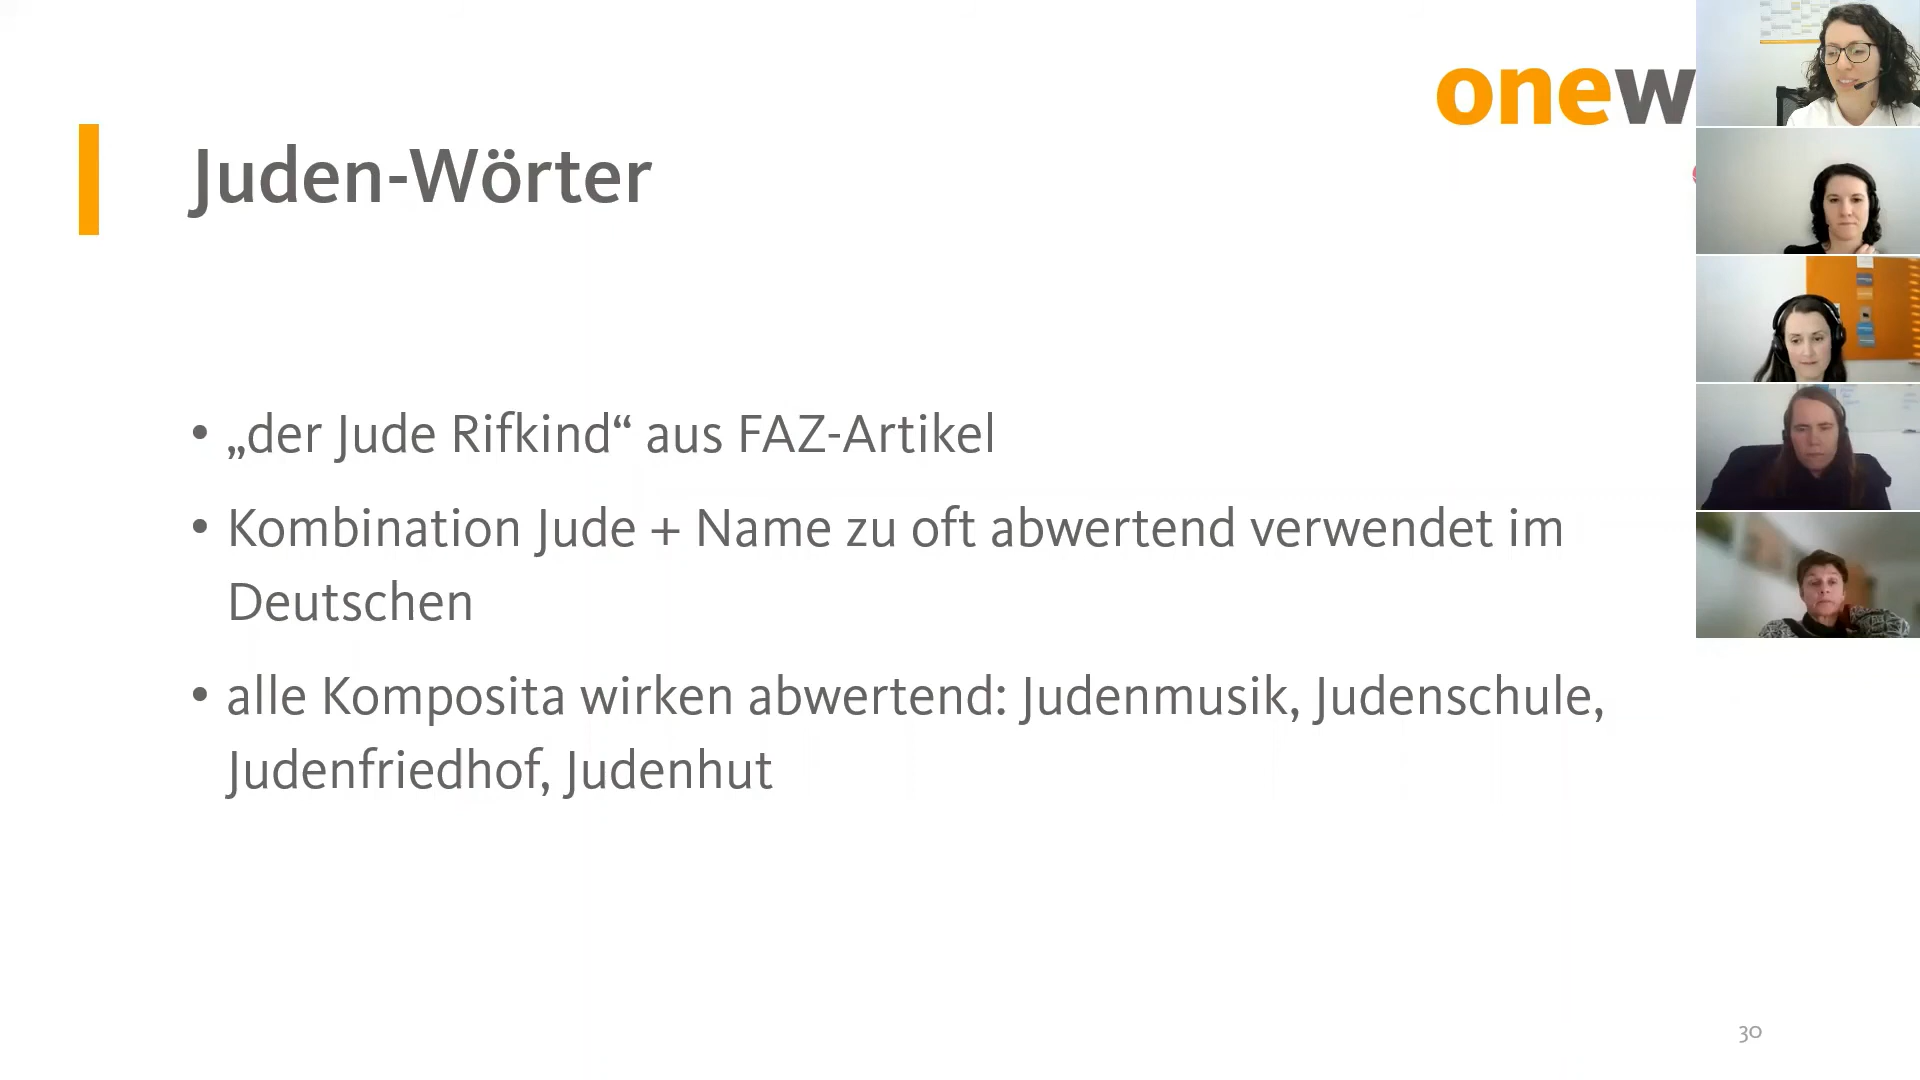 onew
Juden-Wörter
• „der Jude Rifkind“ aus FAZ-Artikel
• Kombination Jude + Name zu oft abwertend verwendet im
Deutschen
• alle Komposita wirken abwertend: Judenmusik, Judenschule,
Judenfriedhof, Judenhut
30